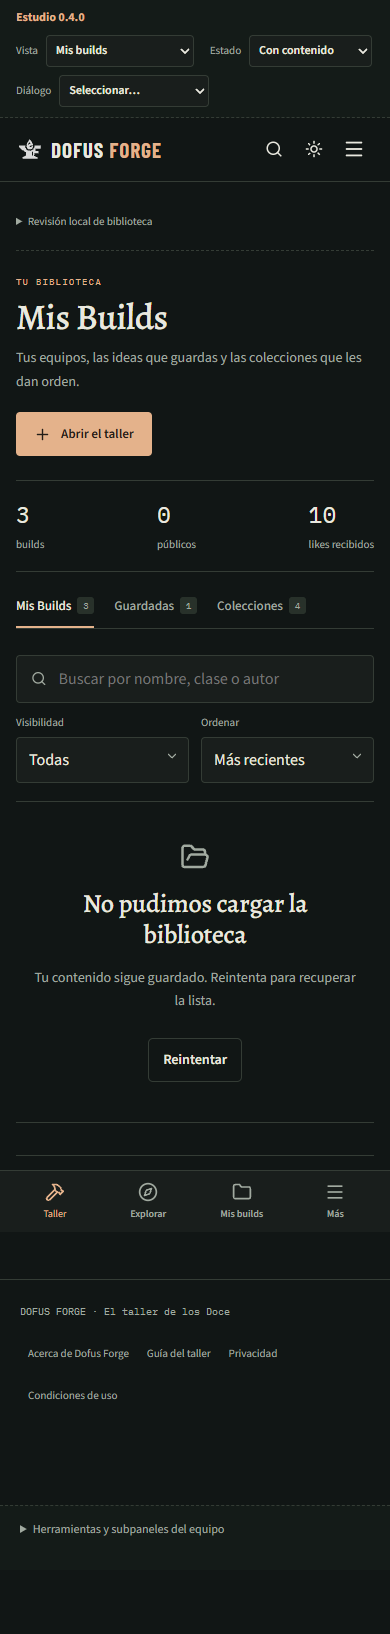 Estudio 0.4.0
Vista Mis builds Estado Con contenido
Diálogo Seleccionar...
DOFUS FORGE
Revisión local de biblioteca
TU BIBLIOTECA
Mis Builds
Tus equipos, las ideas que guardas y las colecciones que les
dan orden.
Abrir el taller
3 0 10
builds públicos likes recibidos
Mis Builds 3 Guardadas 1 Colecciones 4
Buscar por nombre, clase o autor
Visibilidad Ordenar
Todas Más recientes
No pudimos cargar la
biblioteca
Tu contenido sigue guardado. Reintenta para recuperar
la lista.
Reintentar
Taller Explorar Mis builds Más
DOFUS FORGE · El taller de los Doce
Acerca de Dofus Forge Guía del taller Privacidad
Condiciones de uso
Herramientas y subpaneles del equipo